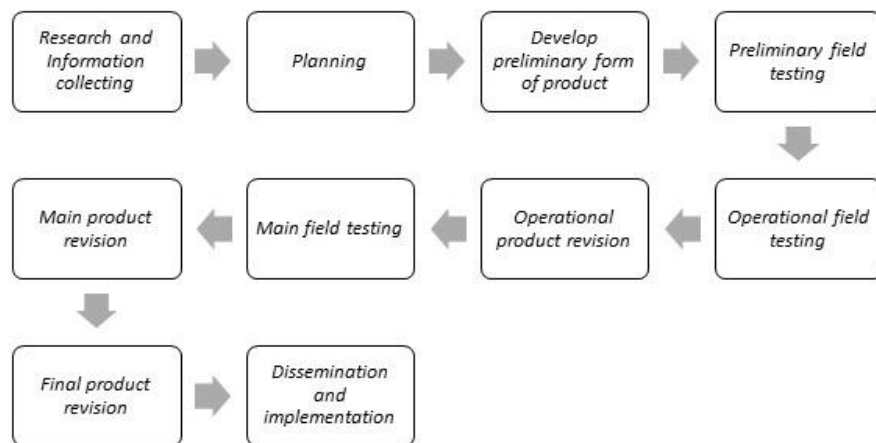 Research and
Information
collecting
Planning
Develop
preliminary form
of product
Preliminary field
testing
Operational field
testing
Operational
product revision
Main field testing
Main product
revision
Final product
revision
Dissemination
and
implementation